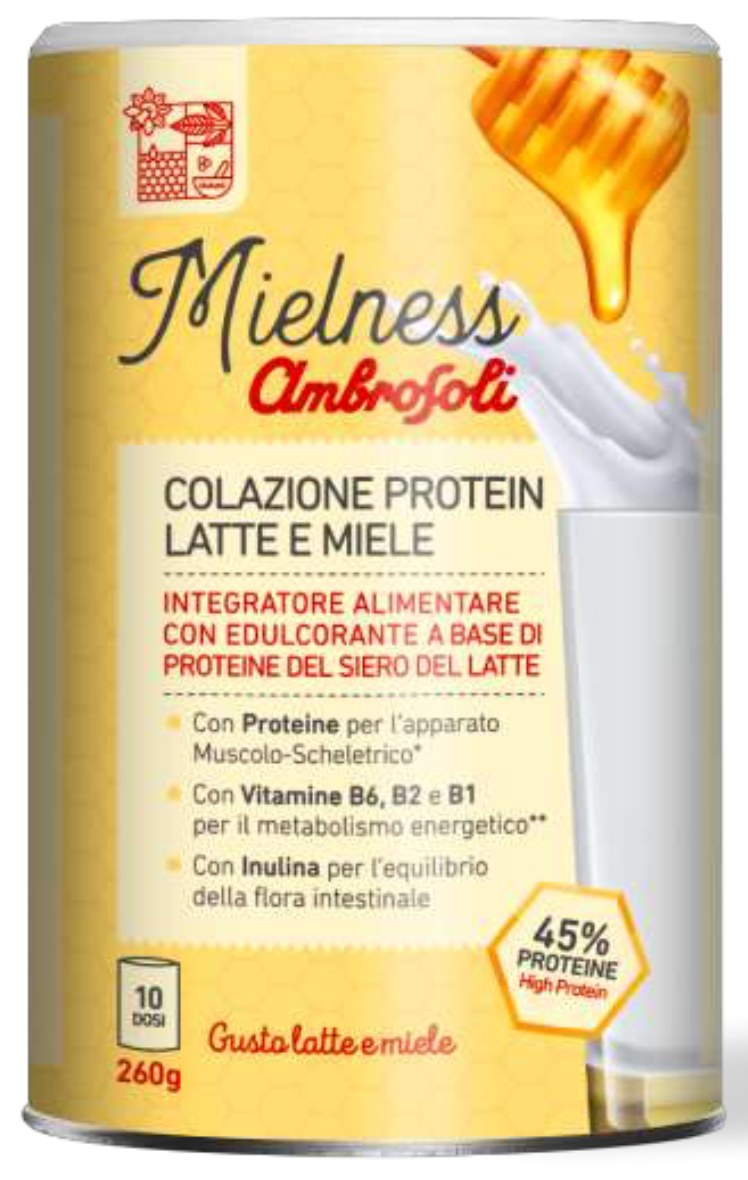 Mielness
Ambrosoli
COLAZIONE PROTEIN
LATTE E MIELE
INTEGRATORE ALIMENTARE
CON EDULCORANTE A BASE DI
PROTEINE DEL SIERO DEL LATTE
Con Proteine per l'apparato
Muscolo-Scheletrico*
Con Vitamine B6, B2 e B1
per il metabolismo energetico**
Con Inulina per l'equilibrio
della flora intestinale
45%
PROTEINE
High Protein
10
DOSI
260g
Gusto latte e miele